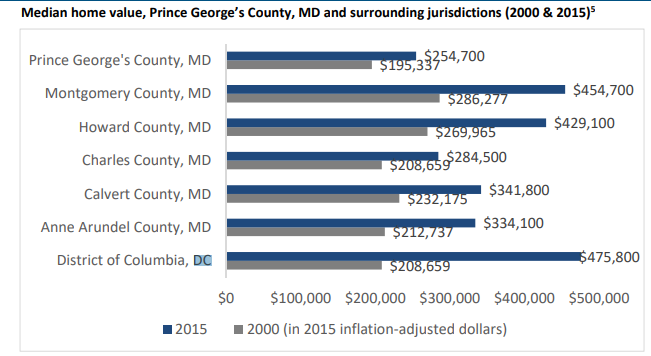 Median home value, Prince George’s County, MD and surrounding jurisdictions (2000 & 2015)⁵
Prince George's County, MD
$254,700
$195,337
Montgomery County, MD
$454,700
$286,277
Howard County, MD
$429,100
$269,965
Charles County, MD
$284,500
$208,659
Calvert County, MD
$341,800
$232,175
Anne Arundel County, MD
$334,100
$212,737
District of Columbia, DC
$475,800
$208,659
$0 $100,000 $200,000 $300,000 $400,000 $500,000
2015 2000 (in 2015 inflation-adjusted dollars)